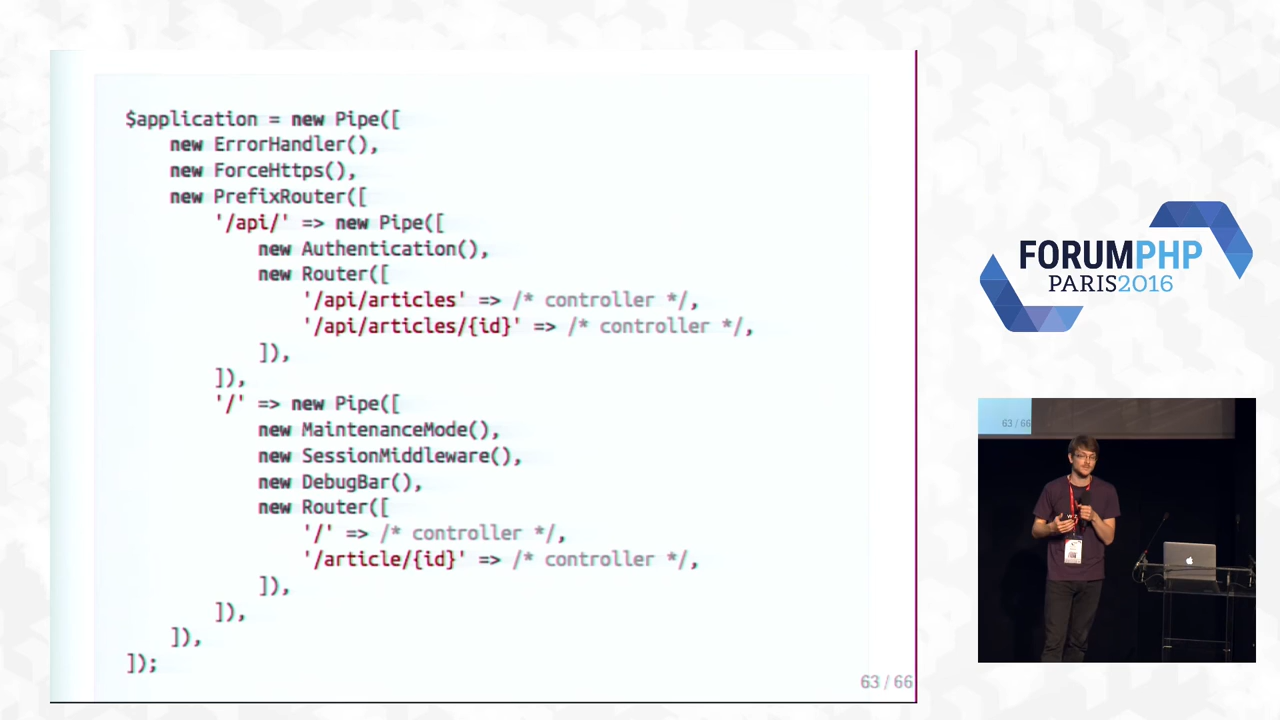 $application = new Pipe([
    new ErrorHandler(),
    new ForceHttps(),
    new PrefixRouter([
        '/api/' => new Pipe([
            new Authentication(),
            new Router([
                '/api/articles' => /* controller */,
                '/api/articles/{id}' => /* controller */,
            ]),
        ]),
        '/' => new Pipe([
            new MaintenanceMode(),
            new SessionMiddleware(),
            new DebugBar(),
            new Router([
                '/' => /* controller */,
                '/article/{id}' => /* controller */,
            ]),
        ]),
    ]),
]);
63 / 66
FORUMPHP
PARIS2016
63 / 66